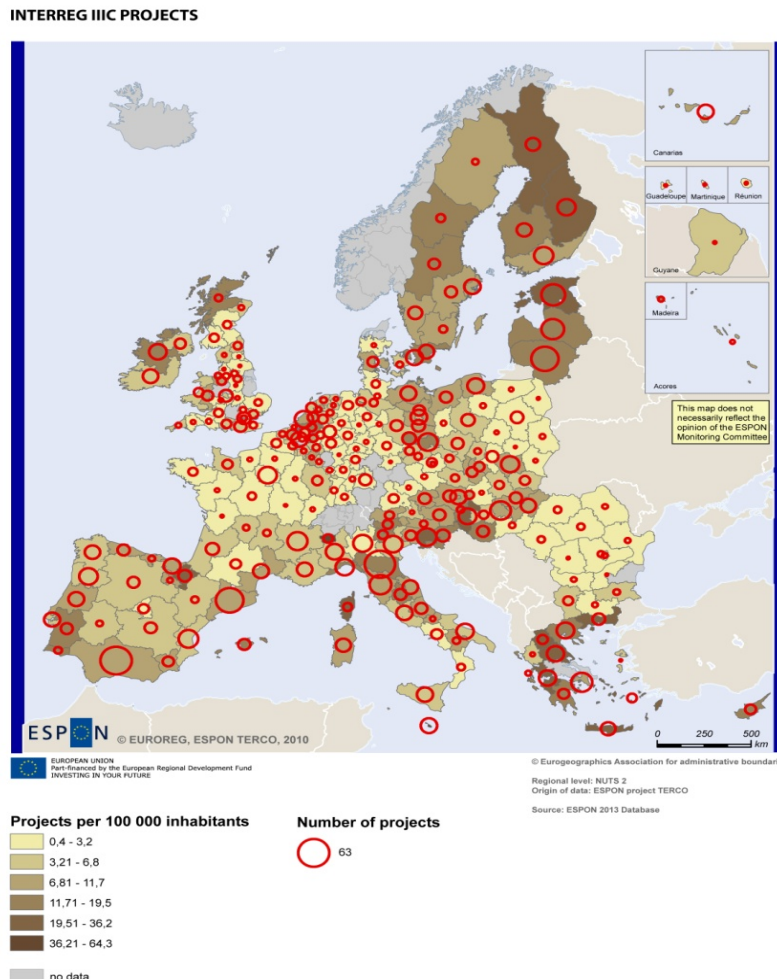 INTERREG IIIC PROJECTS
Canarias
Guadeloupe Martinique Réunion
Guyane
Madeira
Acores
This map does not
necessarily reflect the
opinion of the ESPON
Monitoring Committee
ESPON © EUROREG, ESPON TERCO, 2010
0 250 500
km
EUROPEAN UNION
Part-financed by the European Regional Development Fund
INVESTING IN YOUR FUTURE
© Eurogeographics Association for administrative boundari
Regional level: NUTS 2
Origin of data: ESPON project TERCO
Source: ESPON 2013 Database
Projects per 100 000 inhabitants
0,4 - 3,2
3,21 - 6,8
6,81 - 11,7
11,71 - 19,5
19,51 - 36,2
36,21 - 64,3
no data
Number of projects
63